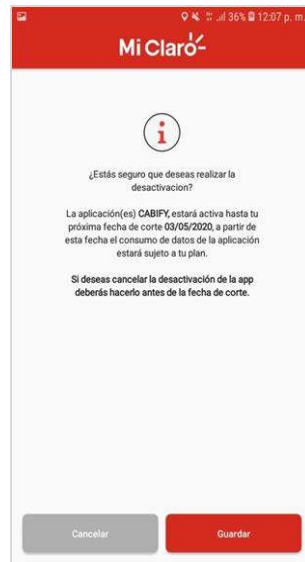 36% 12:07 p. m.
Mi Claro
i
¿Estás seguro que deseas realizar la
desactivacion?
La aplicación(es) CABIFY, estará activa hasta tu
próxima fecha de corte 03/05/2020, a partir de
esta fecha el consumo de datos de la aplicación
estará sujeto a tu plan.
Si deseas cancelar la desactivación de la app
deberás hacerlo antes de la fecha de corte.
Cancelar
Guardar